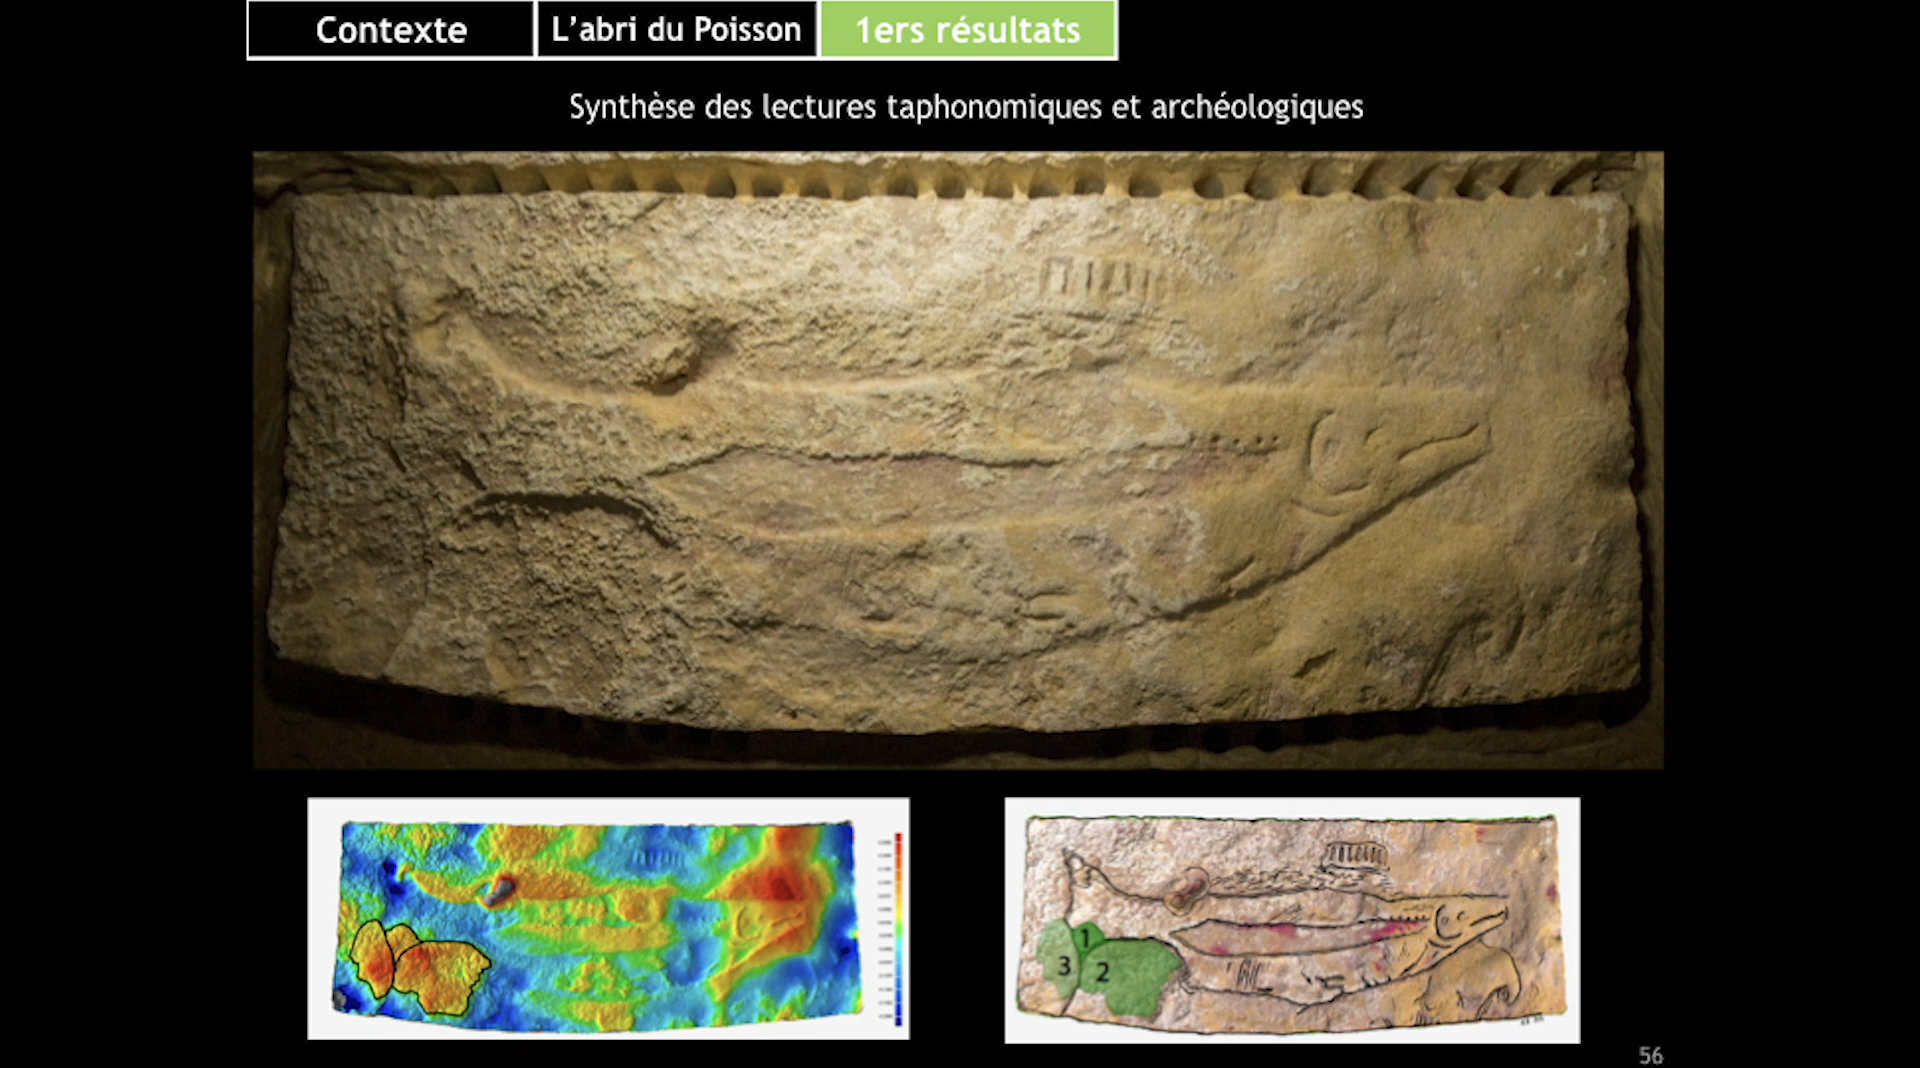 Contexte
L'abri du Poisson
1ers résultats
Synthèse des lectures taphonomiques et archéologiques
1
3
2
56